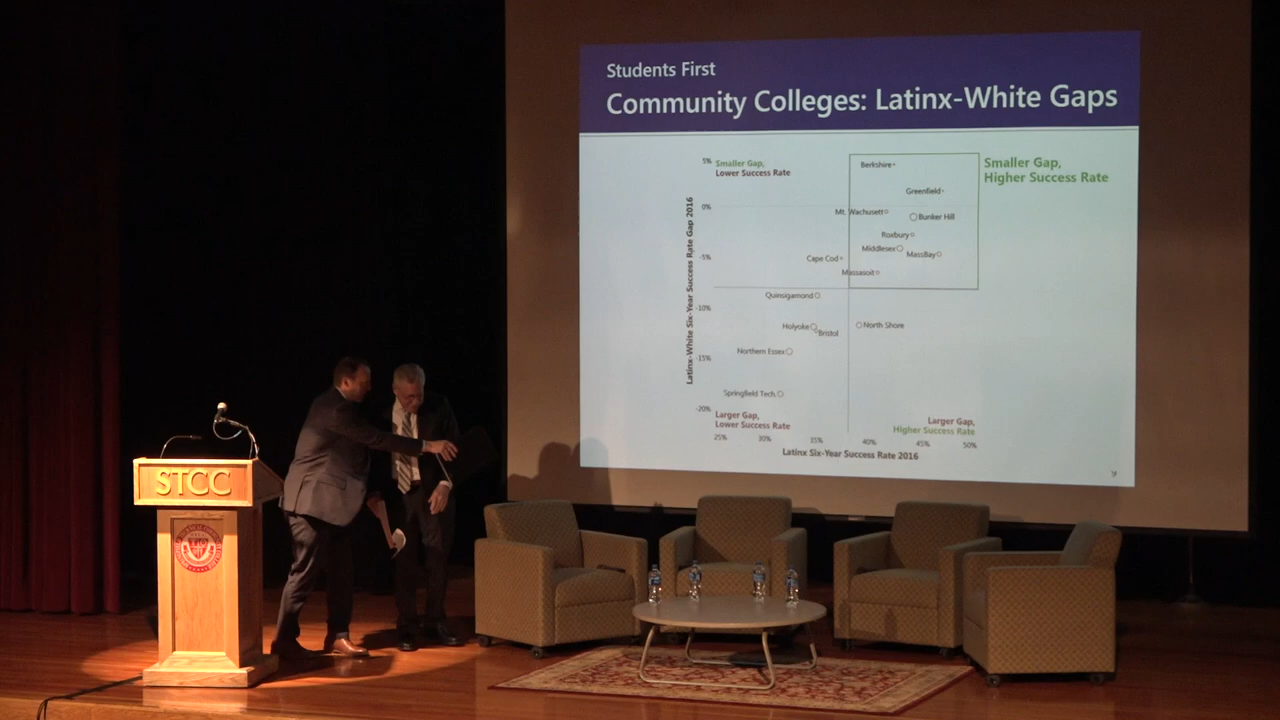 Students First
Community Colleges: Latinx-White Gaps
5%
Smaller Gap,
Lower Success Rate
Berkshire
Smaller Gap,
Higher Success Rate
Greenfield
0%
Mt. Wachusett
Bunker Hill
Roxbury
Middlesex
MassBay
-5%
Cape Cod
Massasoit
Quinsigamond
-10%
Holyoke
Bristol
North Shore
-15%
Northern Essex
Springfield Tech.
-20%
Larger Gap,
Lower Success Rate
Larger Gap,
Higher Success Rate
25%
30%
35%
40%
45%
50%
Latinx Six-Year Success Rate 2016
Latinx-White Six-Year Success Rate Gap 2016
STCC